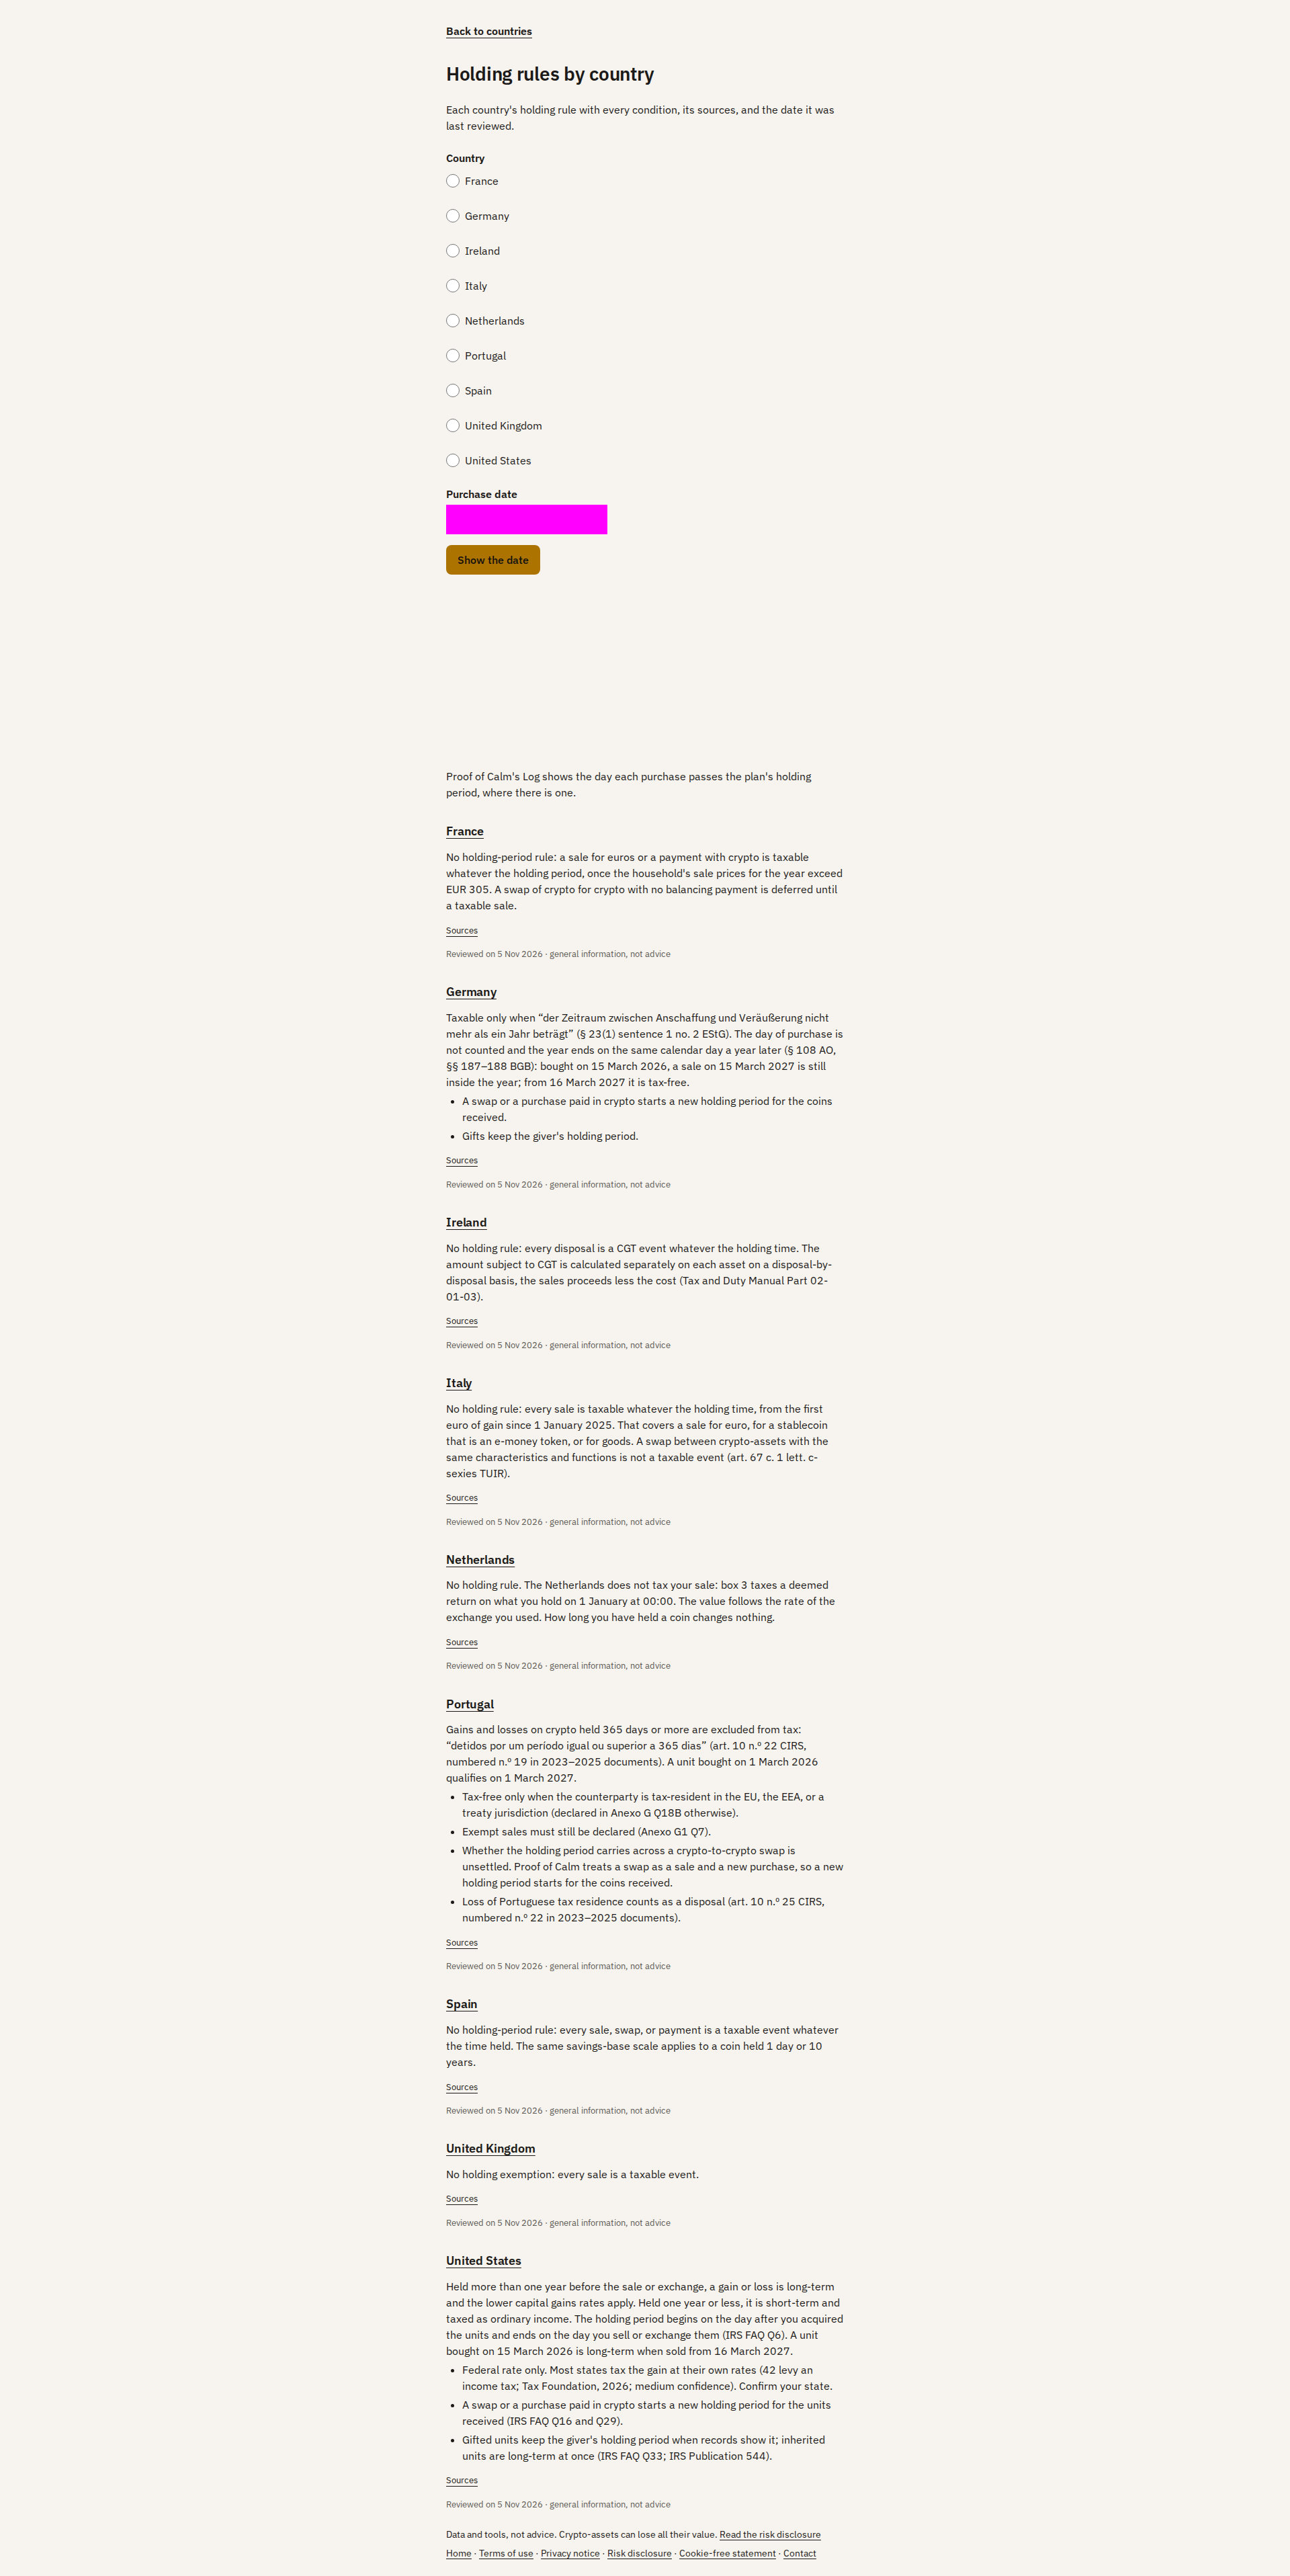 Back to countries
Holding rules by country
Each country's holding rule with every condition, its sources, and the date it was
last reviewed.
Country
France
Germany
Ireland
Italy
Netherlands
Portugal
Spain
United Kingdom
United States
Purchase date
Show the date
Proof of Calm's Log shows the day each purchase passes the plan's holding
period, where there is one.
France
No holding-period rule: a sale for euros or a payment with crypto is taxable
whatever the holding period, once the household's sale prices for the year exceed
EUR 305. A swap of crypto for crypto with no balancing payment is deferred until
a taxable sale.
Sources
Reviewed on 5 Nov 2026 · general information, not advice
Germany
Taxable only when “der Zeitraum zwischen Anschaffung und Veräußerung nicht
mehr als ein Jahr beträgt” (§ 23(1) sentence 1 no. 2 EStG). The day of purchase is
not counted and the year ends on the same calendar day a year later (§ 108 AO,
§§ 187–188 BGB): bought on 15 March 2026, a sale on 15 March 2027 is still
inside the year; from 16 March 2027 it is tax-free.
• A swap or a purchase paid in crypto starts a new holding period for the coins
received.
• Gifts keep the giver's holding period.
Sources
Reviewed on 5 Nov 2026 · general information, not advice
Ireland
No holding rule: every disposal is a CGT event whatever the holding time. The
amount subject to CGT is calculated separately on each asset on a disposal-by-
disposal basis, the sales proceeds less the cost (Tax and Duty Manual Part 02-
01-03).
Sources
Reviewed on 5 Nov 2026 · general information, not advice
Italy
No holding rule: every sale is taxable whatever the holding time, from the first
euro of gain since 1 January 2025. That covers a sale for euro, for a stablecoin
that is an e-money token, or for goods. A swap between crypto-assets with the
same characteristics and functions is not a taxable event (art. 67 c. 1 lett. c-
sexies TUIR).
Sources
Reviewed on 5 Nov 2026 · general information, not advice
Netherlands
No holding rule. The Netherlands does not tax your sale: box 3 taxes a deemed
return on what you hold on 1 January at 00:00. The value follows the rate of the
exchange you used. How long you have held a coin changes nothing.
Sources
Reviewed on 5 Nov 2026 · general information, not advice
Portugal
Gains and losses on crypto held 365 days or more are excluded from tax:
“detidos por um período igual ou superior a 365 dias” (art. 10 n.º 22 CIRS,
numbered n.º 19 in 2023–2025 documents). A unit bought on 1 March 2026
qualifies on 1 March 2027.
• Tax-free only when the counterparty is tax-resident in the EU, the EEA, or a
treaty jurisdiction (declared in Anexo G Q18B otherwise).
• Exempt sales must still be declared (Anexo G1 Q7).
• Whether the holding period carries across a crypto-to-crypto swap is
unsettled. Proof of Calm treats a swap as a sale and a new purchase, so a new
holding period starts for the coins received.
• Loss of Portuguese tax residence counts as a disposal (art. 10 n.º 25 CIRS,
numbered n.º 22 in 2023–2025 documents).
Sources
Reviewed on 5 Nov 2026 · general information, not advice
Spain
No holding-period rule: every sale, swap, or payment is a taxable event whatever
the time held. The same savings-base scale applies to a coin held 1 day or 10
years.
Sources
Reviewed on 5 Nov 2026 · general information, not advice
United Kingdom
No holding exemption: every sale is a taxable event.
Sources
Reviewed on 5 Nov 2026 · general information, not advice
United States
Held more than one year before the sale or exchange, a gain or loss is long-term
and the lower capital gains rates apply. Held one year or less, it is short-term and
taxed as ordinary income. The holding period begins on the day after you acquired
the units and ends on the day you sell or exchange them (IRS FAQ Q6). A unit
bought on 15 March 2026 is long-term when sold from 16 March 2027.
• Federal rate only. Most states tax the gain at their own rates (42 levy an
income tax; Tax Foundation, 2026; medium confidence). Confirm your state.
• A swap or a purchase paid in crypto starts a new holding period for the units
received (IRS FAQ Q16 and Q29).
• Gifted units keep the giver's holding period when records show it; inherited
units are long-term at once (IRS FAQ Q33; IRS Publication 544).
Sources
Reviewed on 5 Nov 2026 · general information, not advice
Data and tools, not advice. Crypto-assets can lose all their value. Read the risk disclosure
Home · Terms of use · Privacy notice · Risk disclosure · Cookie-free statement · Contact